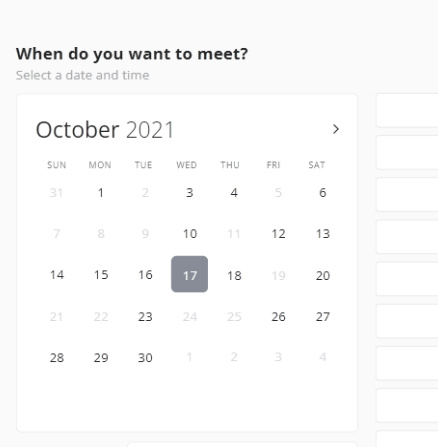 When do you want to meet?
Select a date and time
October 2021
SUN MON TUE WED THU FRI SAT
31 1 2 3 4 5 6
7 8 9 10 11 12 13
14 15 16 17 18 19 20
21 22 23 24 25 26 27
28 29 30 1 2 3 4